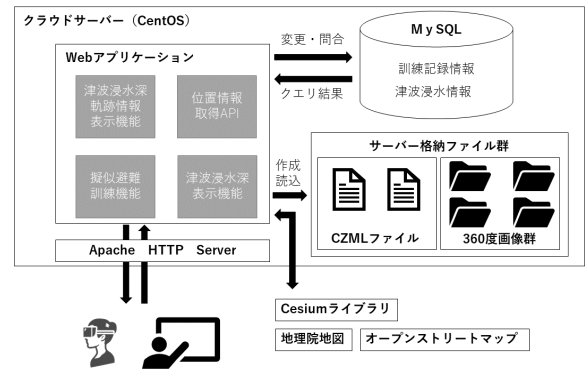 クラウドサーバー（CentOS）
Webアプリケーション
津波浸水深
軌跡情報
表示機能
位置情報
取得API
擬似避難
訓練機能
津波浸水深
表示機能
変更・問合
クエリ結果
MySQL
訓練記録情報
津波浸水情報
作成
読込
サーバー格納ファイル群
CZMLファイル
360度画像群
Apache HTTP Server
Cesiumライブラリ
地理院地図
オープンストリートマップ